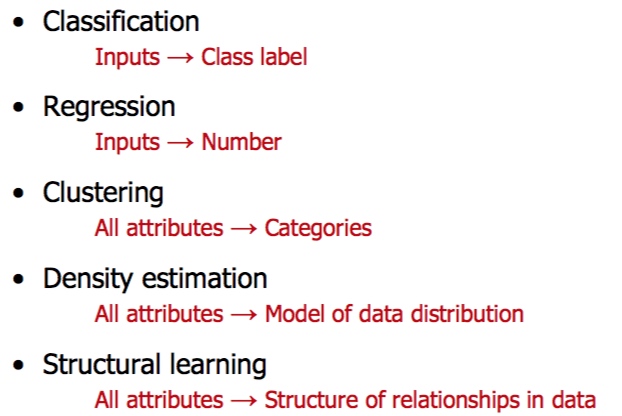 • Classification
Inputs → Class label
• Regression
Inputs → Number
• Clustering
All attributes → Categories
• Density estimation
All attributes → Model of data distribution
• Structural learning
All attributes → Structure of relationships in data